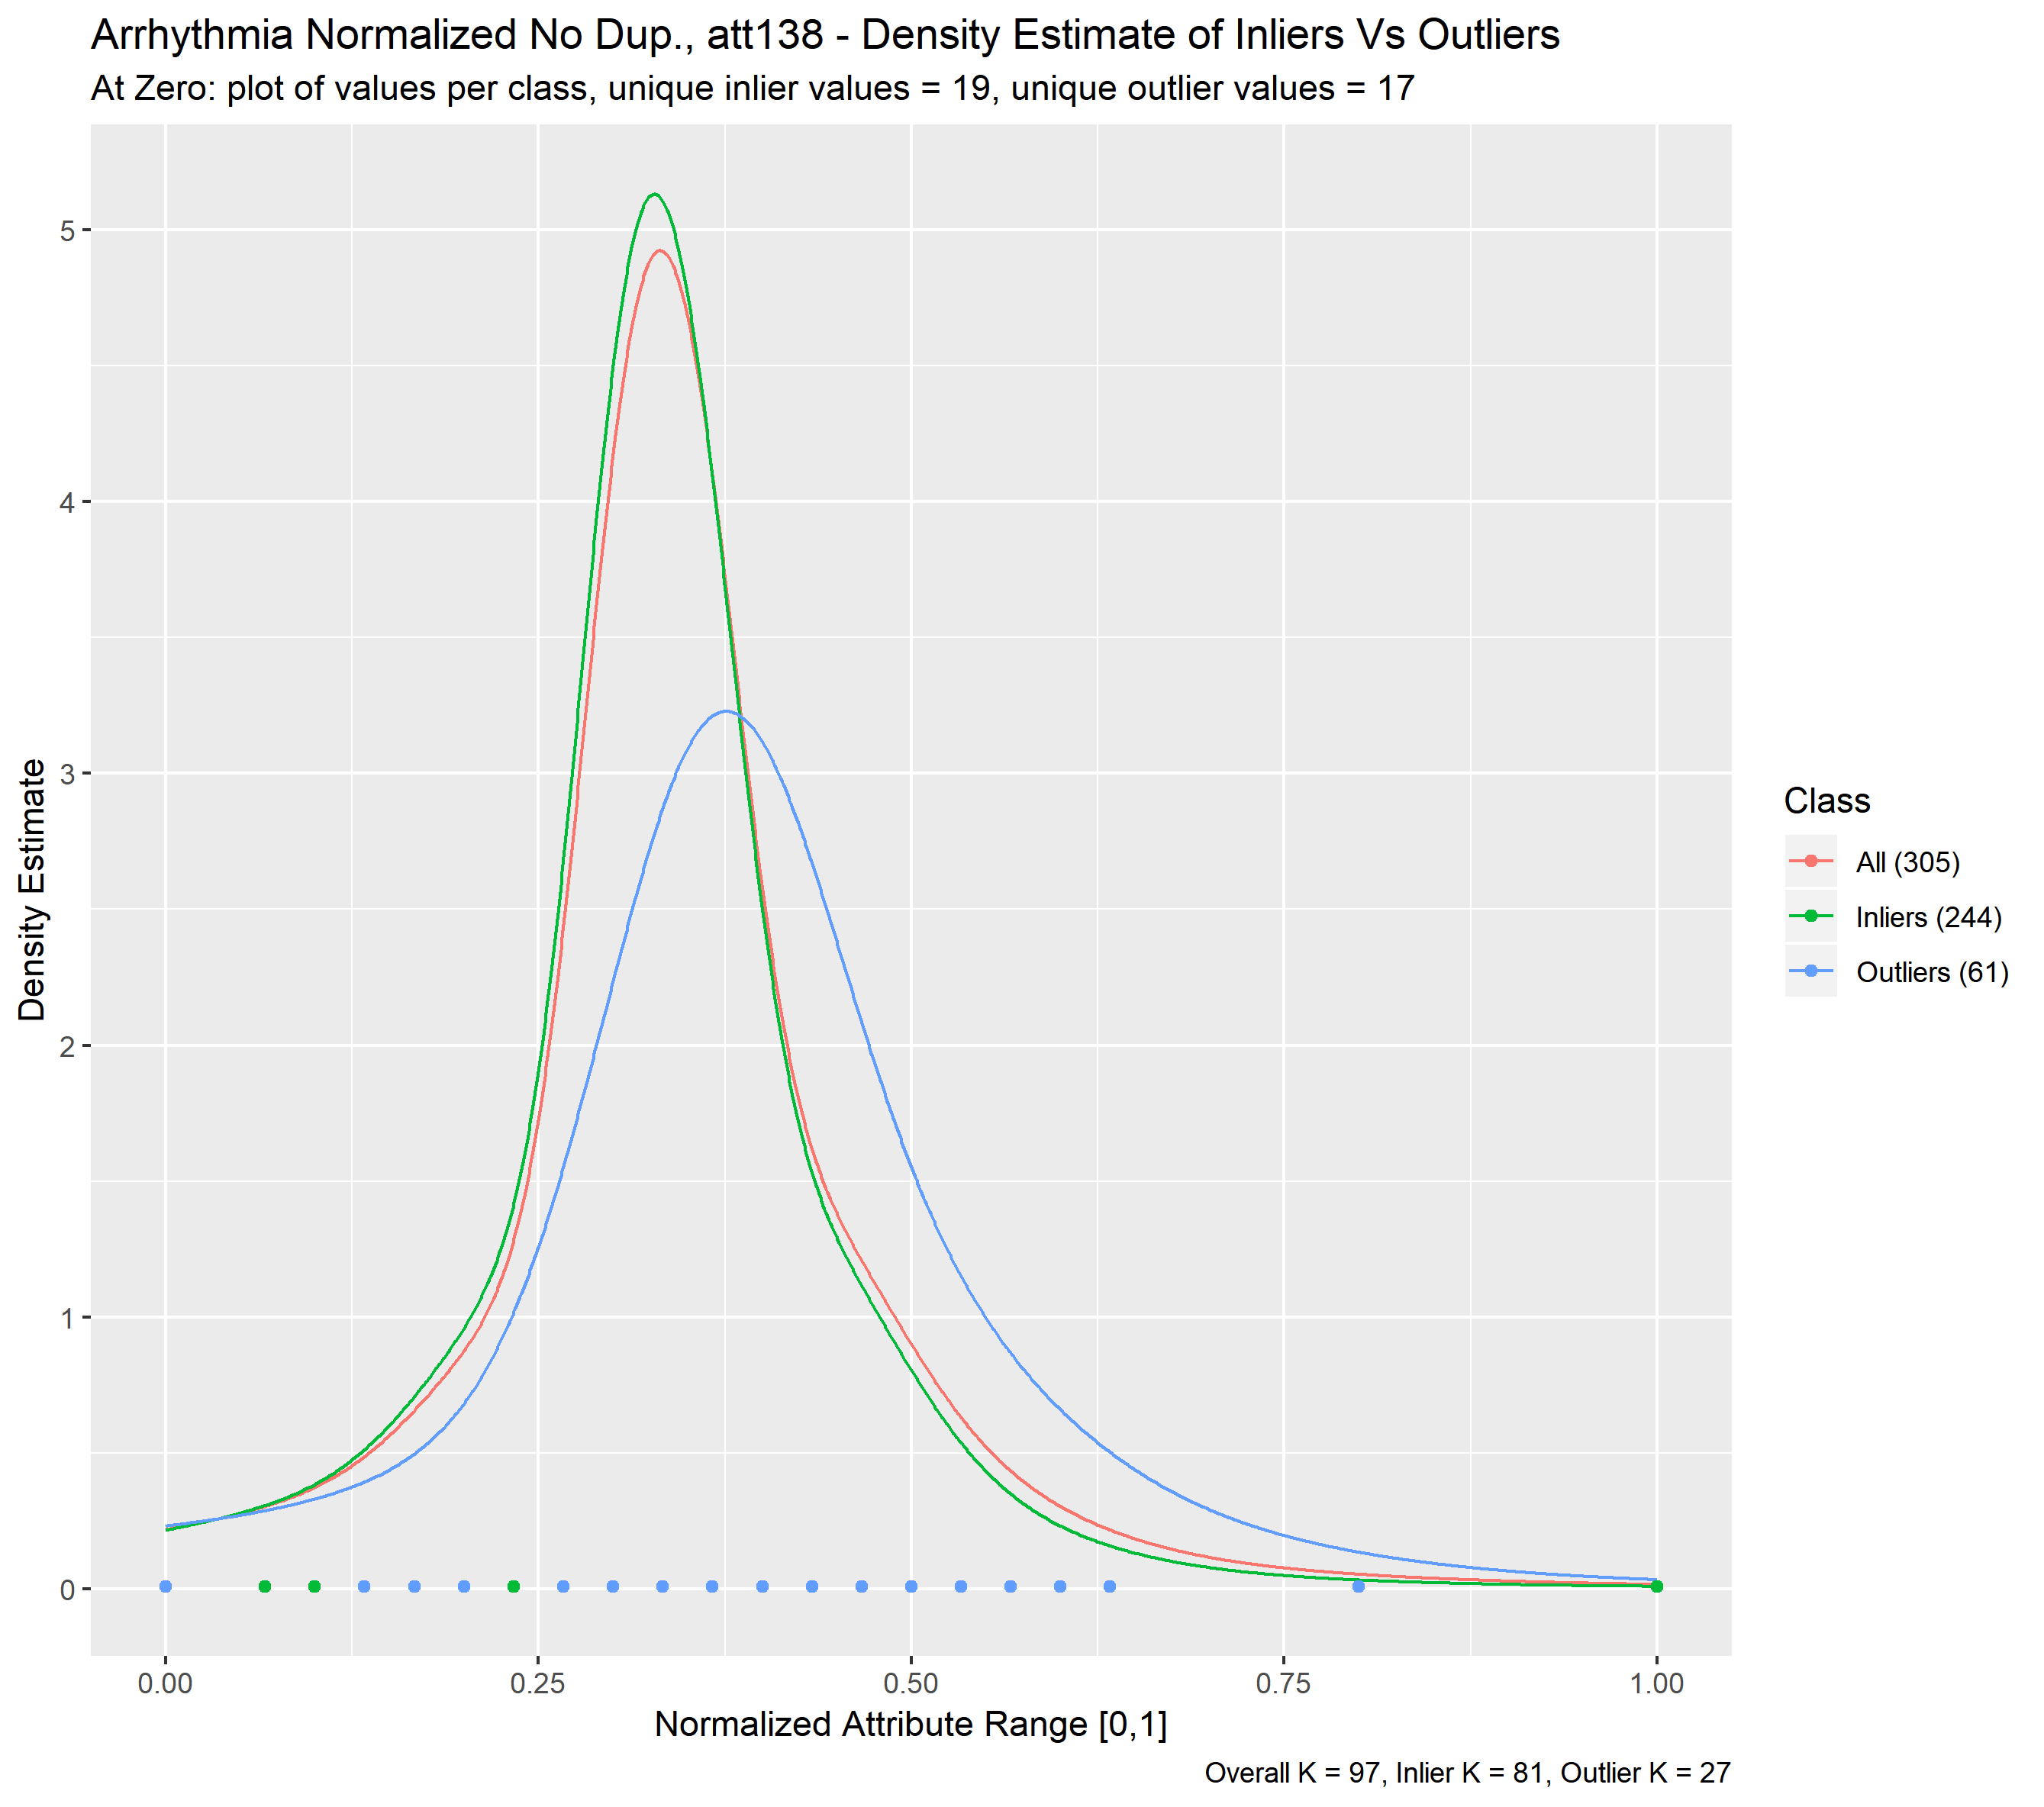 Arrhythmia Normalized No Dup., att138 - Density Estimate of Inliers Vs Outliers
At Zero: plot of values per class, unique inlier values = 19, unique outlier values = 17
5
4
3
2
1
0
Density Estimate
0.00 0.25 0.50 0.75 1.00
Normalized Attribute Range [0,1]
Class
All (305)
Inliers (244)
Outliers (61)
Overall K = 97, Inlier K = 81, Outlier K = 27